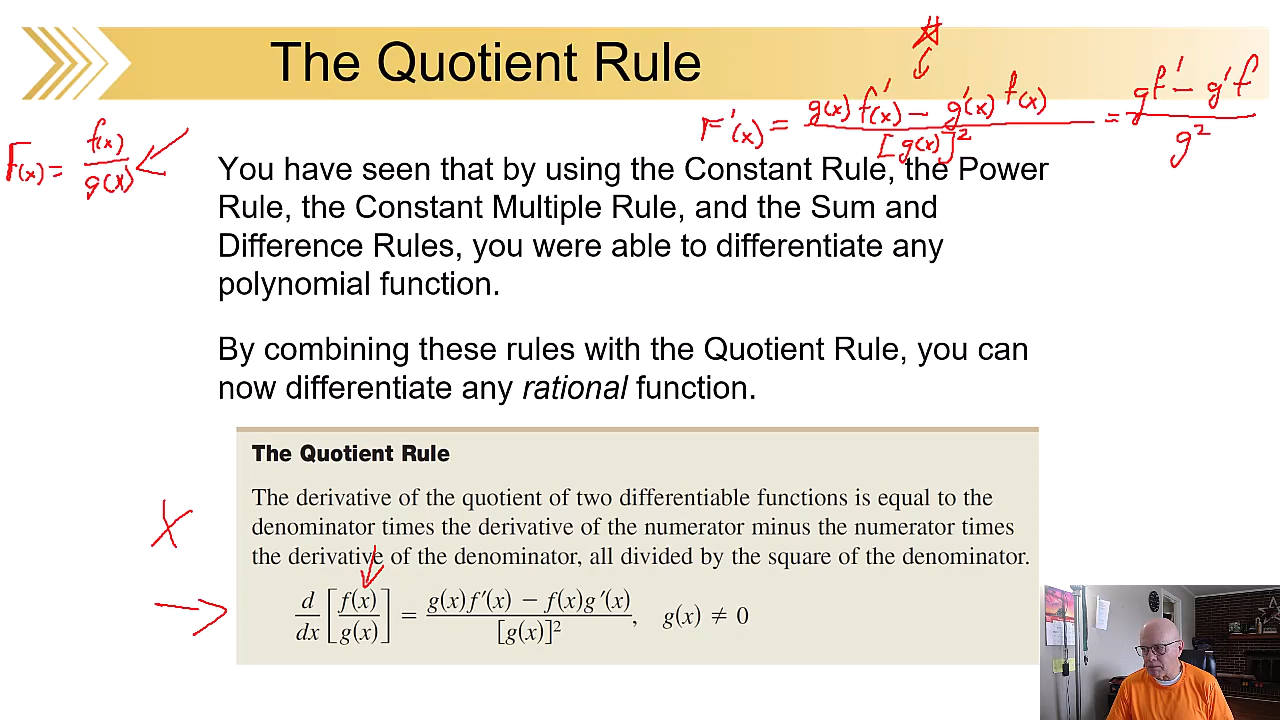 The Quotient Rule
F'(x) = g(x) f'(x) − g'(x) f(x) / [g(x)]² = gf' − g'f / g²
F(x) = f(x) / g(x)
You have seen that by using the Constant Rule, the Power
Rule, the Constant Multiple Rule, and the Sum and
Difference Rules, you were able to differentiate any
polynomial function.
By combining these rules with the Quotient Rule, you can
now differentiate any rational function.
The Quotient Rule
The derivative of the quotient of two differentiable functions is equal to the
denominator times the derivative of the numerator minus the numerator times
the derivative of the denominator, all divided by the square of the denominator.
d/dx [f(x)/g(x)] = g(x)f'(x) − f(x)g'(x) / [g(x)]², g(x) ≠ 0